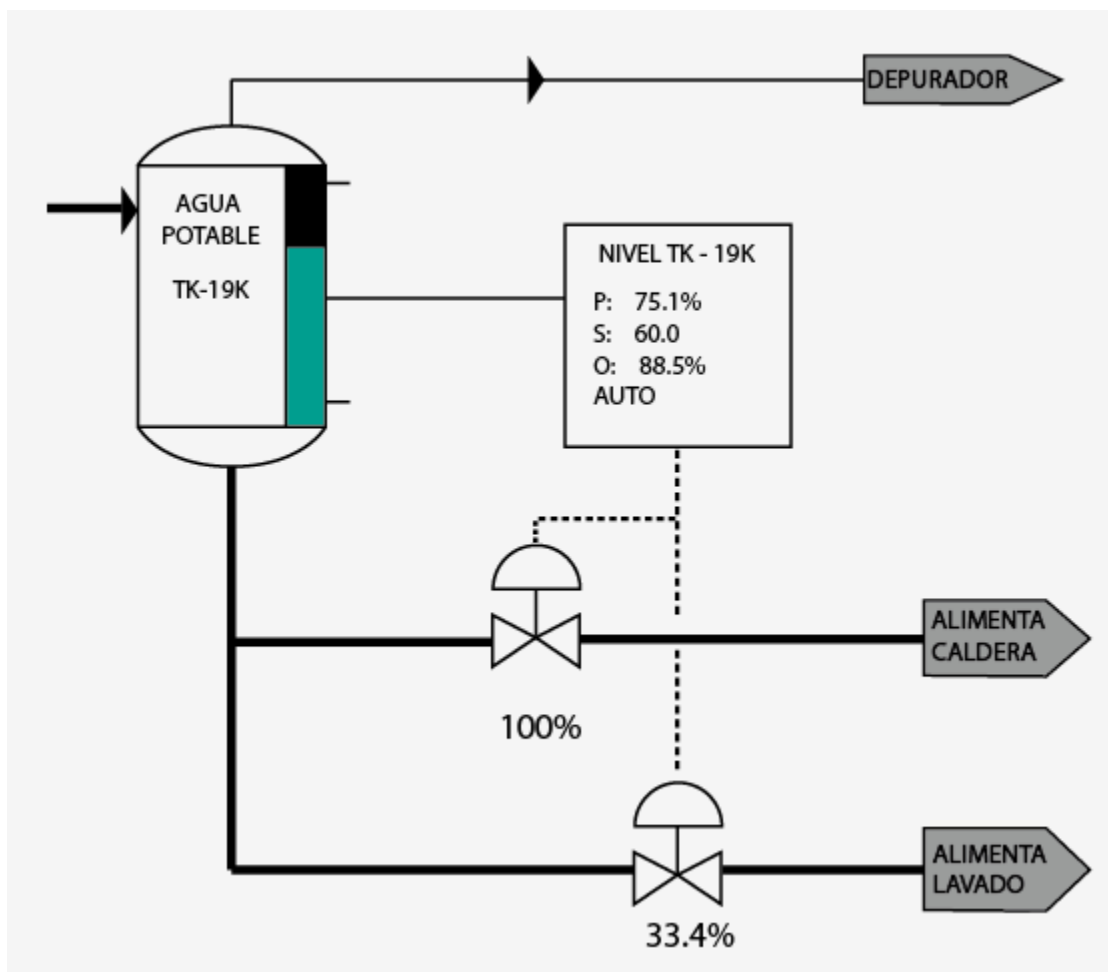 DEPURADOR
AGUA
POTABLE
TK-19K
NIVEL TK - 19K
P: 75.1%
S: 60.0
O: 88.5%
AUTO
ALIMENTA
CALDERA
100%
ALIMENTA
LAVADO
33.4%